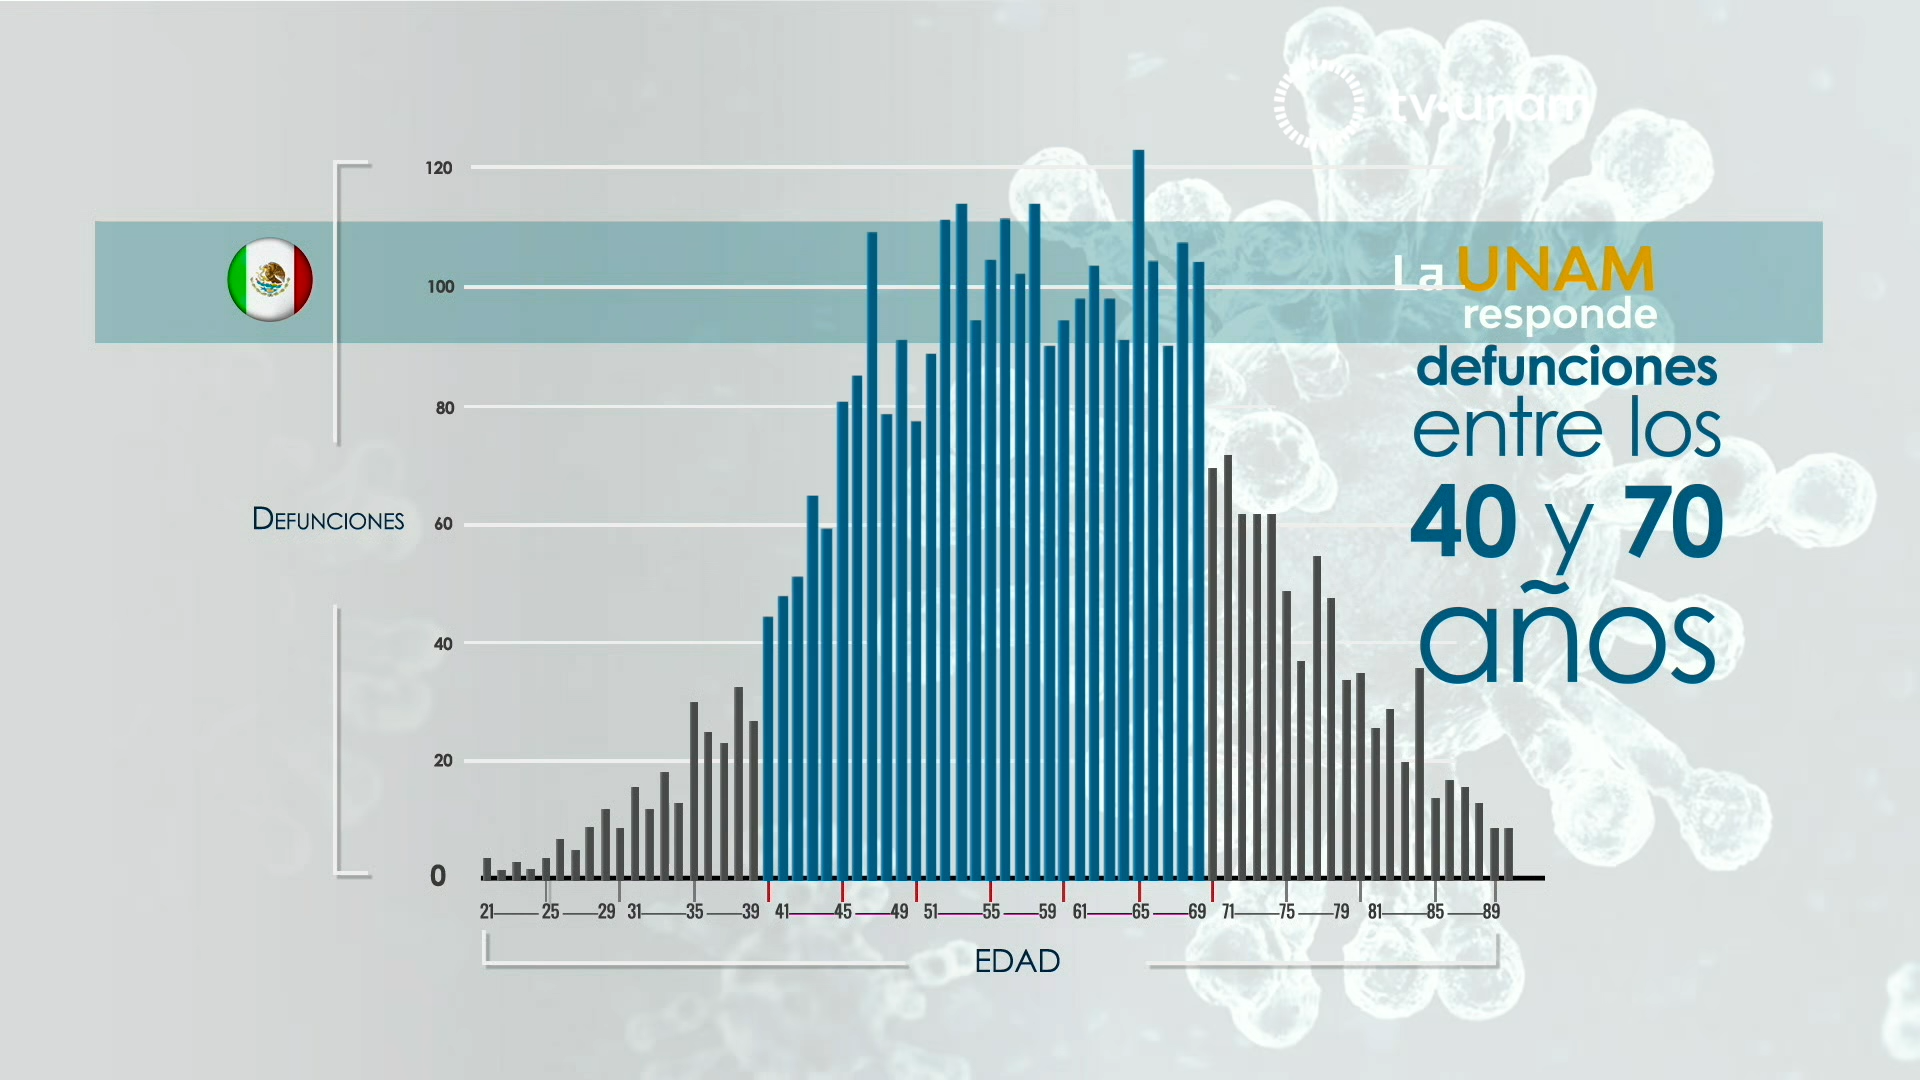 tv·unam
120
100
80
60
40
20
0
DEFUNCIONES
La UNAM
responde
defunciones
entre los
40 y 70
años
21 25 29 31 35 39 41 45 49 51 55 59 61 65 69 71 75 79 81 85 89
EDAD